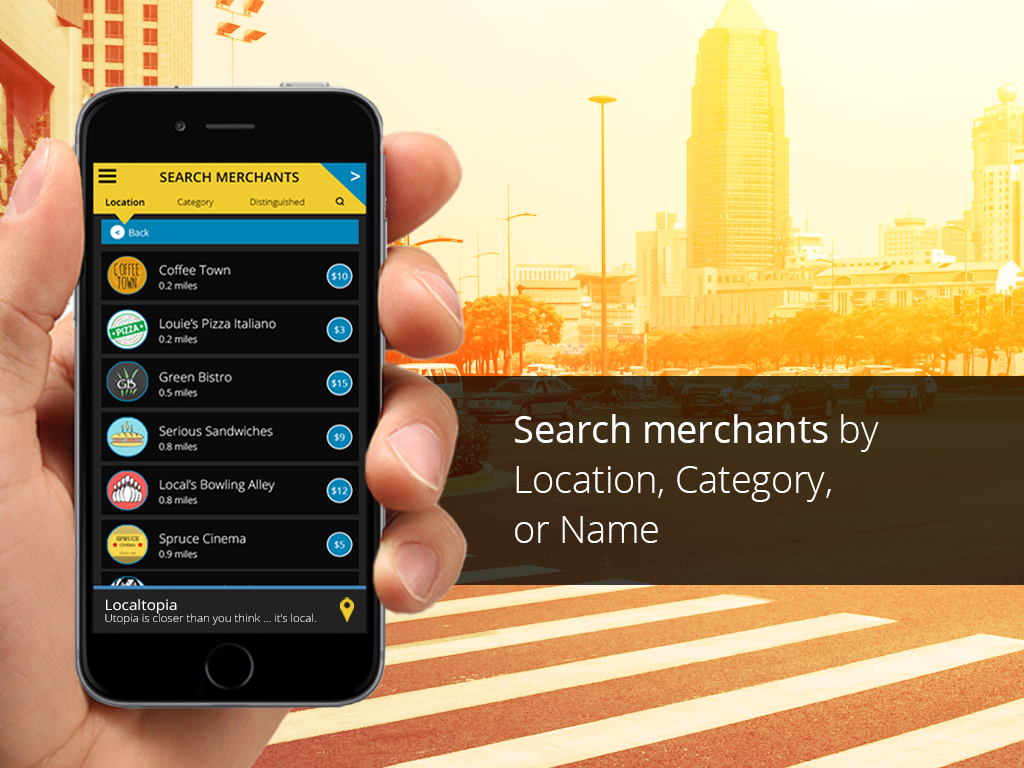 SEARCH MERCHANTS
>
Location Category Distinguished
< Back
COFFEE
TOWN
Coffee Town
0.2 miles
$10
PIZZA
Louie's Pizza Italiano
0.2 miles
$3
GB
Green Bistro
0.5 miles
$15
Serious Sandwiches
0.8 miles
$9
Local's Bowling Alley
0.8 miles
$12
SPRUCE
CINEMA
Spruce Cinema
0.9 miles
$5
Localtopia
Utopia is closer than you think ... it's local.
Search merchants by
Location, Category,
or Name